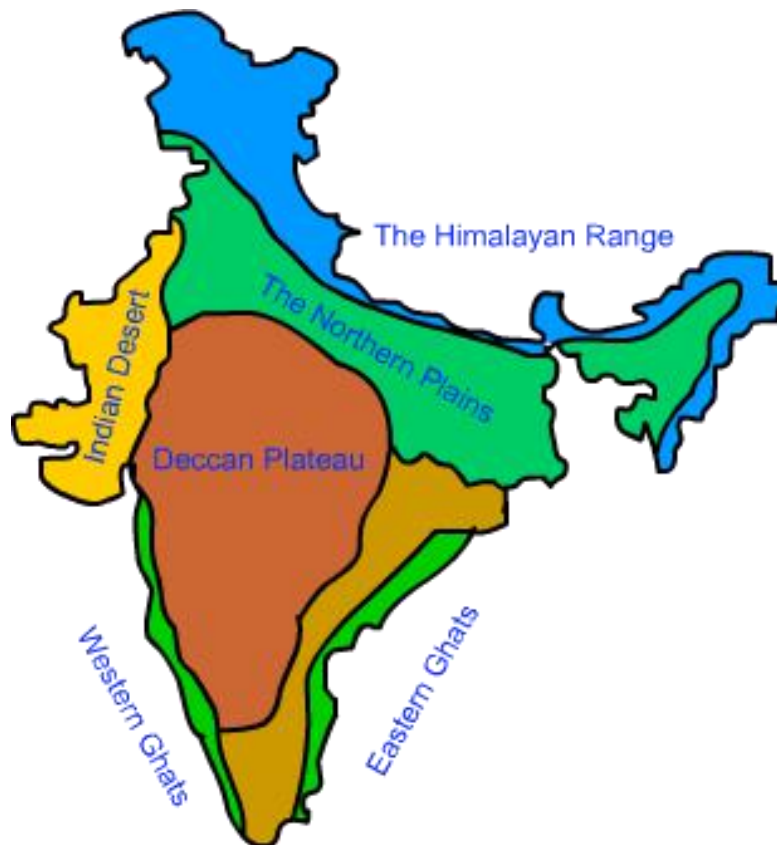 The Himalayan Range
The Northern Plains
Indian Desert
Deccan Plateau
Western Ghats
Eastern Ghats